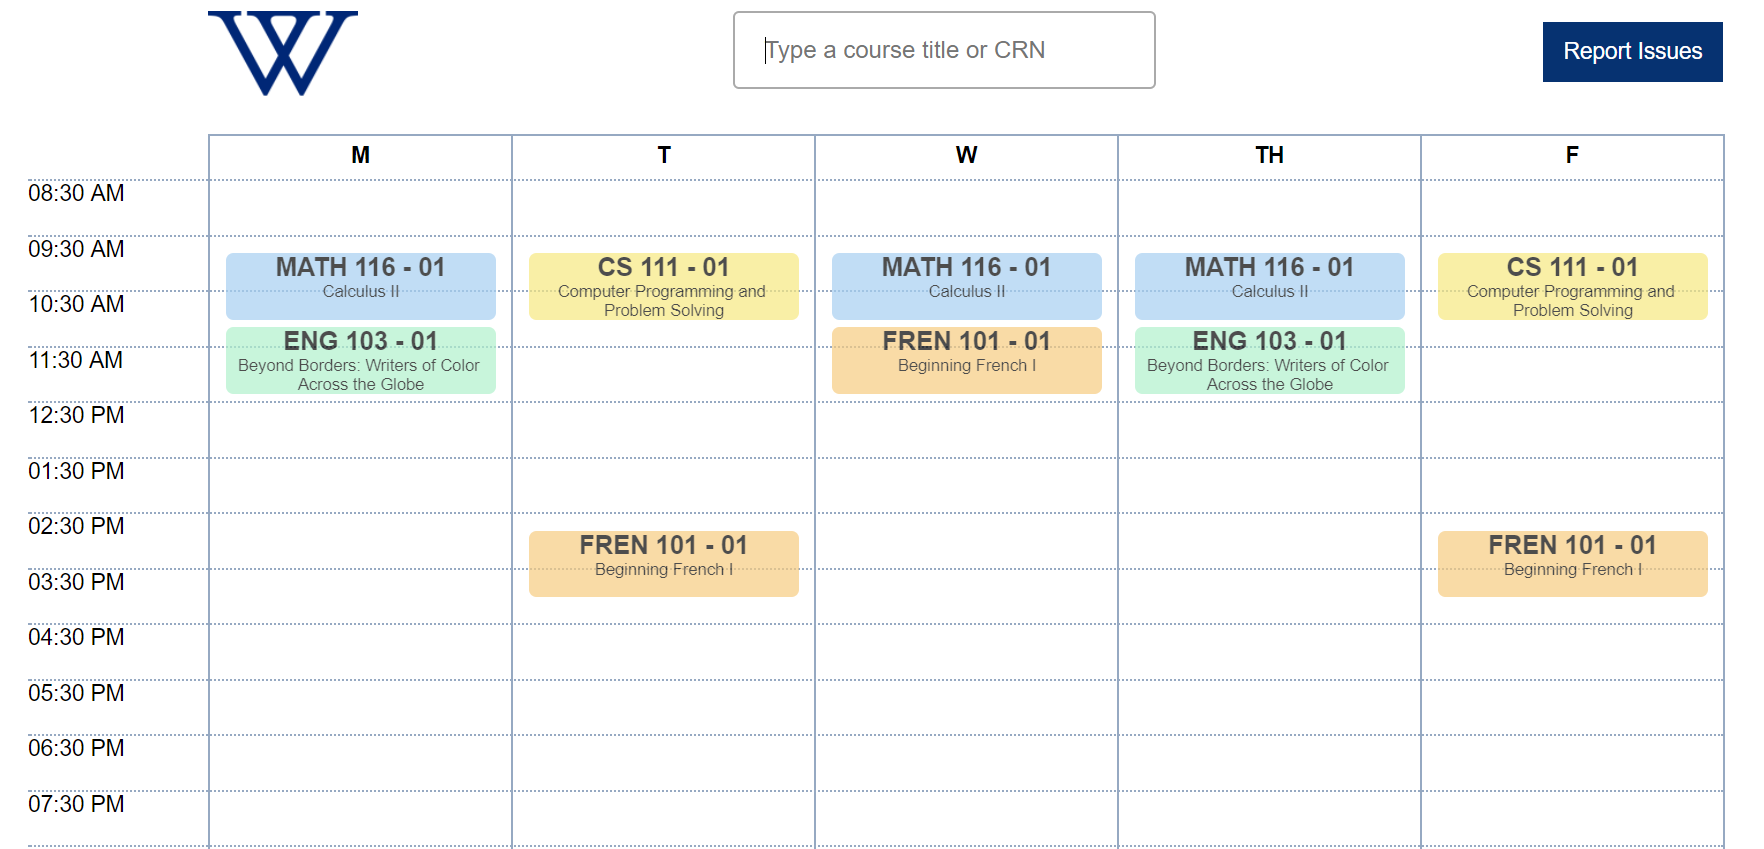 W
Type a course title or CRN
Report Issues
M T W TH F
08:30 AM
09:30 AM
MATH 116 - 01
Calculus II
CS 111 - 01
Computer Programming and
Problem Solving
MATH 116 - 01
Calculus II
MATH 116 - 01
Calculus II
CS 111 - 01
Computer Programming and
Problem Solving
10:30 AM
ENG 103 - 01
Beyond Borders: Writers of Color
Across the Globe
FREN 101 - 01
Beginning French I
ENG 103 - 01
Beyond Borders: Writers of Color
Across the Globe
11:30 AM
12:30 PM
01:30 PM
02:30 PM
FREN 101 - 01
Beginning French I
FREN 101 - 01
Beginning French I
03:30 PM
04:30 PM
05:30 PM
06:30 PM
07:30 PM